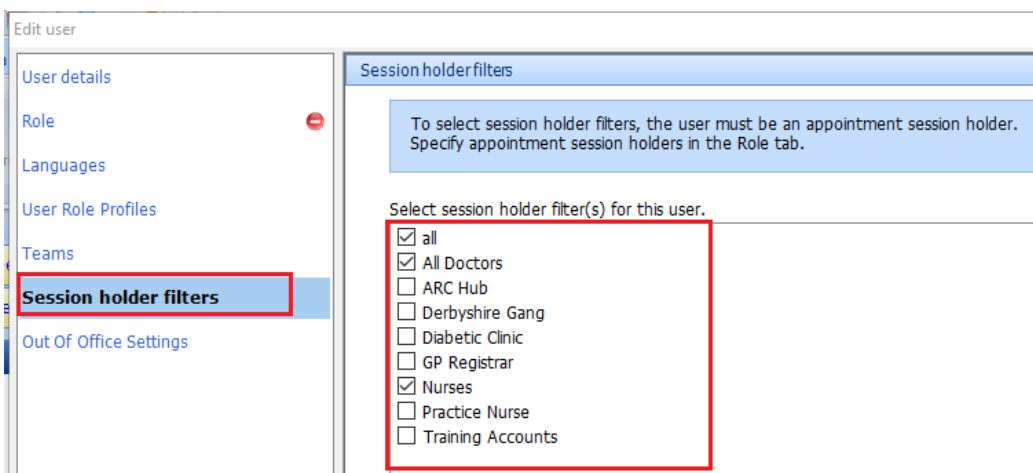 Edit user
User details
Role
Languages
User Role Profiles
Teams
Session holder filters
Out Of Office Settings
Session holder filters
To select session holder filters, the user must be an appointment session holder.
Specify appointment session holders in the Role tab.
Select session holder filter(s) for this user.
all
All Doctors
ARC Hub
Derbyshire Gang
Diabetic Clinic
GP Registrar
Nurses
Practice Nurse
Training Accounts